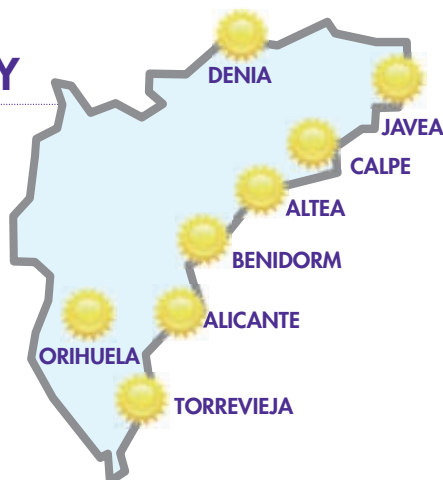 Y
DENIA
JAVEA
CALPE
ALTEA
BENIDORM
ALICANTE
ORIHUELA
TORREVIEJA